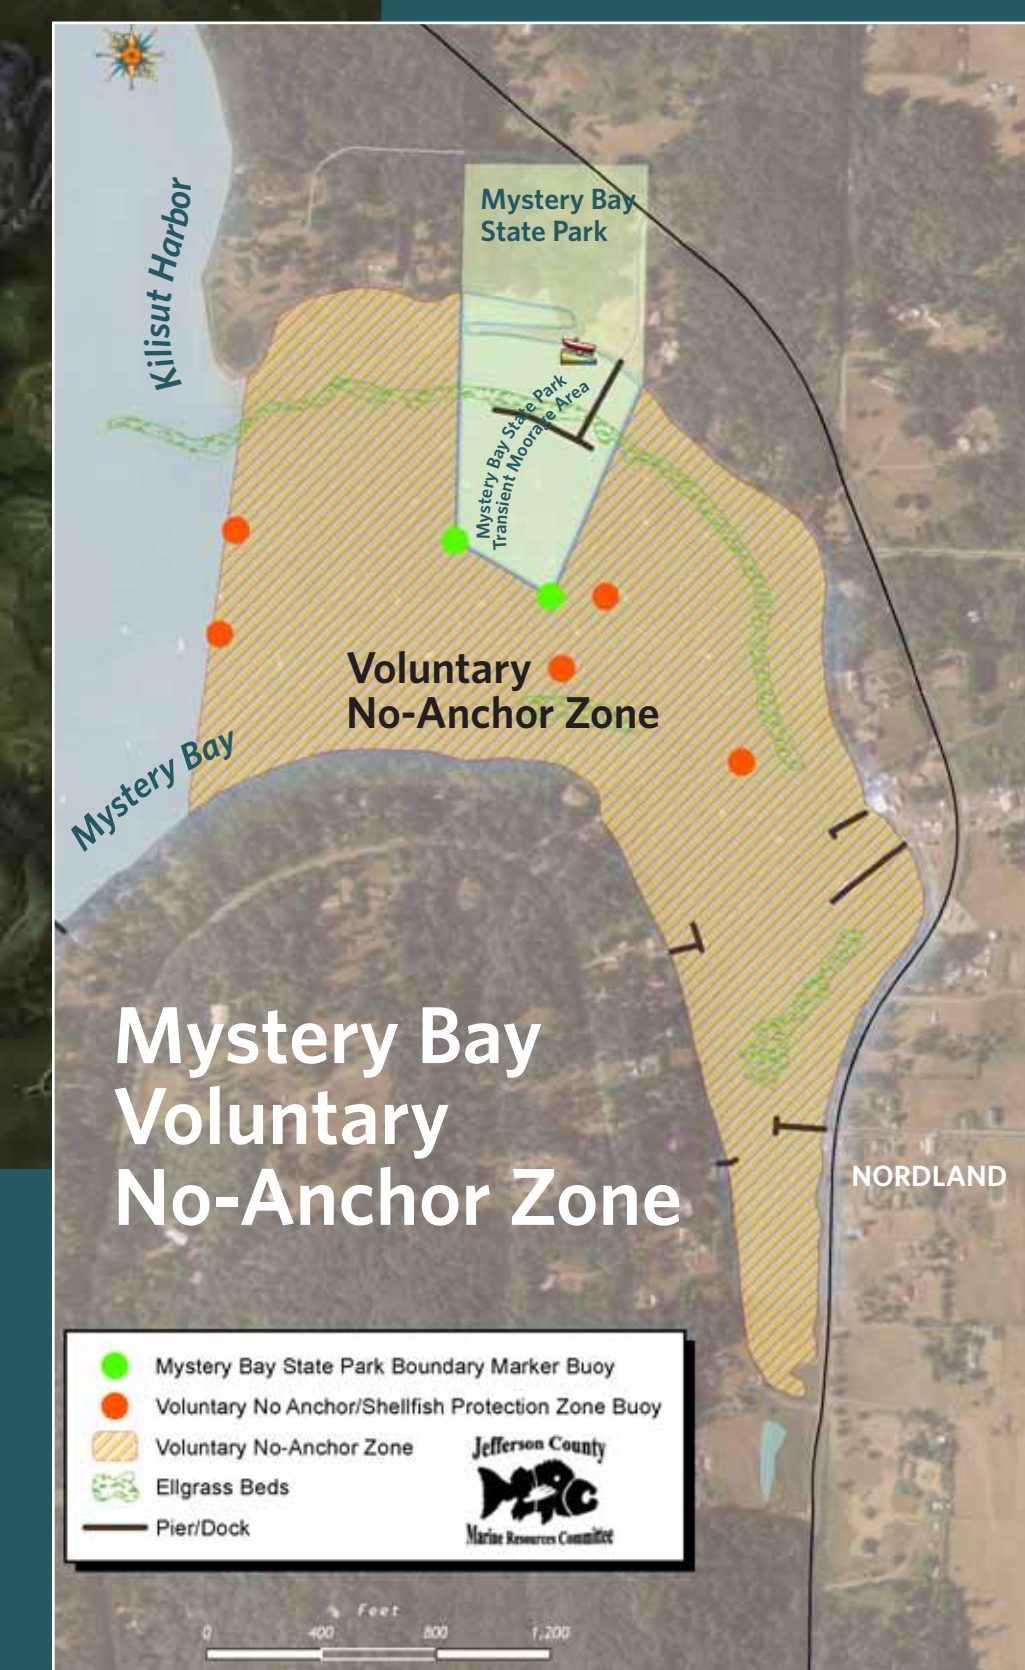 Kilisut Harbor
Mystery Bay
State Park
Mystery Bay State Park
Transient Moorage Area
Voluntary
No-Anchor Zone
Mystery Bay
Mystery Bay
Voluntary
No-Anchor Zone
NORDLAND
Mystery Bay State Park Boundary Marker Buoy
Voluntary No Anchor/Shellfish Protection Zone Buoy
Voluntary No-Anchor Zone
Ellgrass Beds
Pier/Dock
Jefferson County
MRC
Marine Resources Committee
Feet
0 400 800 1,200